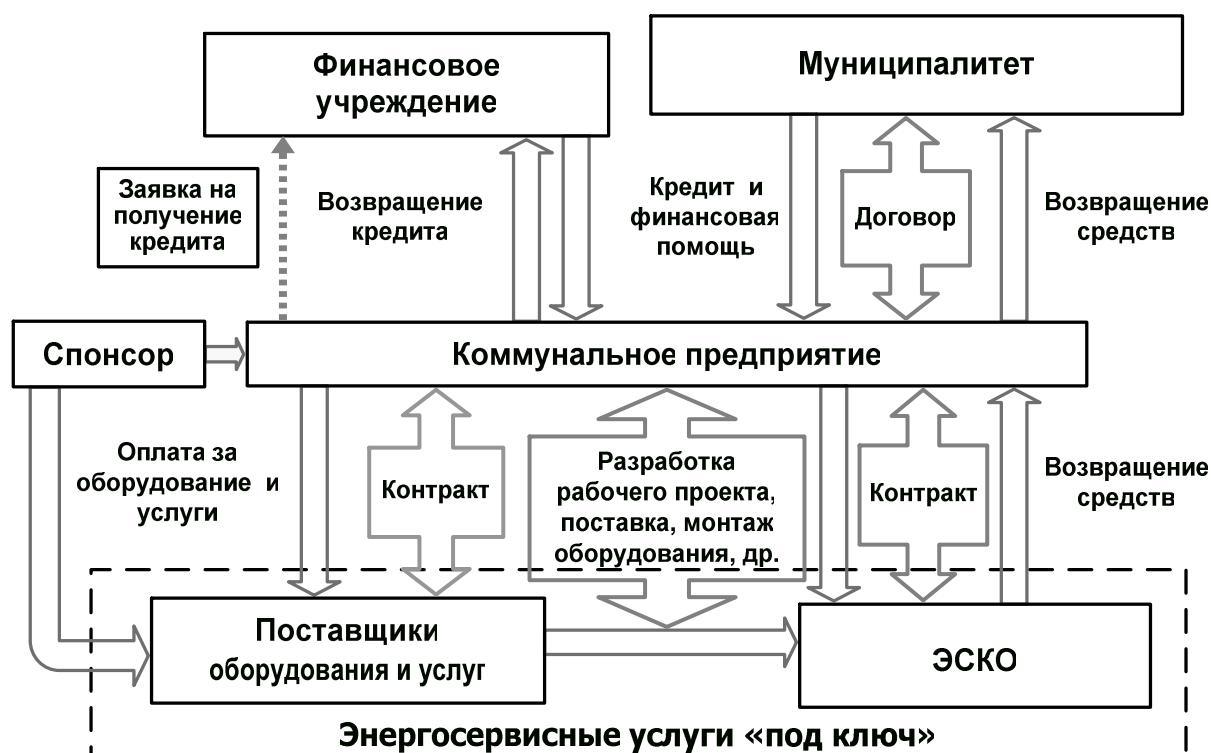 Финансовое
учреждение
Муниципалитет
Заявка на
получение
кредита
Возвращение
кредита
Кредит и
финансовая
помощь
Договор
Возвращение
средств
Спонсор
Коммунальное предприятие
Оплата за
оборудование и
услуги
Контракт
Разработка
рабочего проекта,
поставка, монтаж
оборудования, др.
Контракт
Возвращение
средств
Поставщики
оборудования и услуг
ЭСКО
Энергосервисные услуги «под ключ»